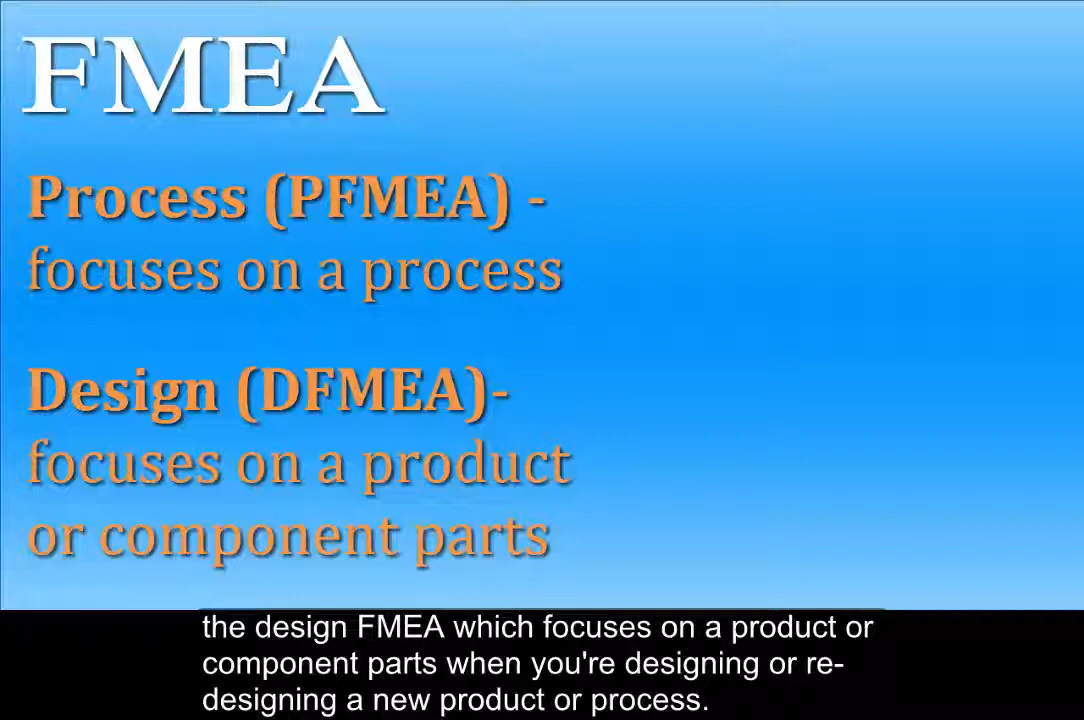 FMEA
Process (PFMEA) -
focuses on a process
Design (DFMEA)-
focuses on a product
or component parts
the design FMEA which focuses on a product or
component parts when you're designing or re-
designing a new product or process.